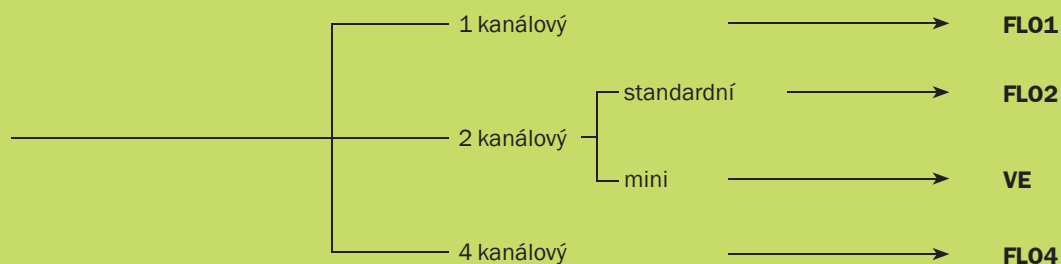 1 kanálový FLO1
standardní FLO2
2 kanálový
mini VE
4 kanálový FLO4